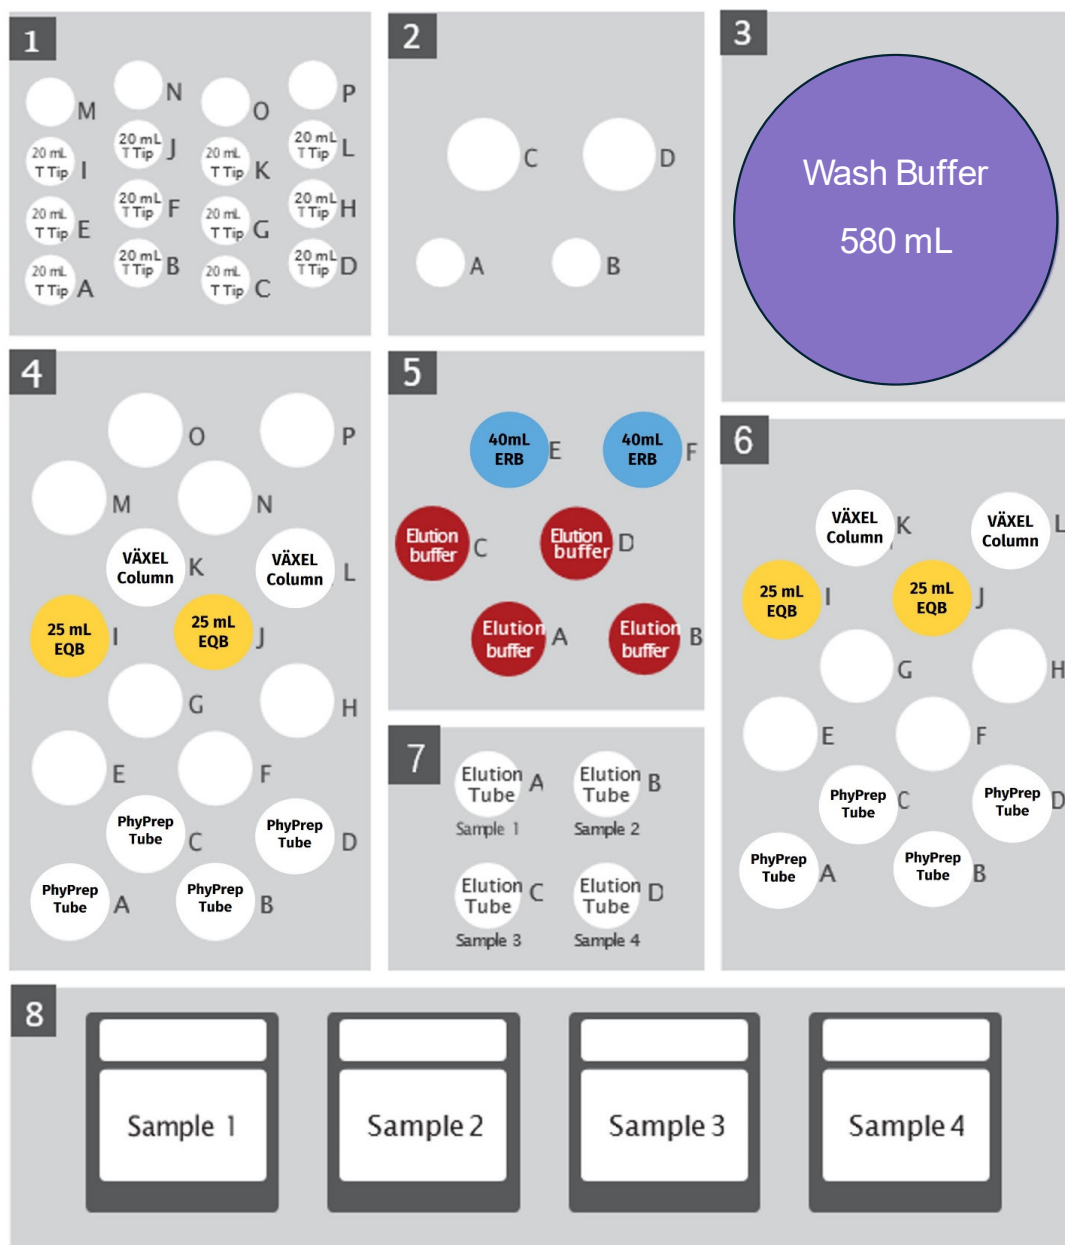 1
M
N
O
P
20 mL
T Tip
I
20 mL
T Tip
J
20 mL
T Tip
K
20 mL
T Tip
L
20 mL
T Tip
E
20 mL
T Tip
F
20 mL
T Tip
G
20 mL
T Tip
H
20 mL
T Tip
A
20 mL
T Tip
B
20 mL
T Tip
C
20 mL
T Tip
D
2
C
D
A
B
3
Wash Buffer
580 mL
4
O
P
M
N
VÄXEL
Column
K
VÄXEL
Column
L
25 mL
EQB
I
25 mL
EQB
J
G
H
E
F
PhyPrep
Tube
C
PhyPrep
Tube
D
PhyPrep
Tube
A
PhyPrep
Tube
B
5
40mL
ERB
E
40mL
ERB
F
Elution
buffer
C
Elution
buffer
D
Elution
buffer
A
Elution
buffer
B
6
VÄXEL
Column
K
VÄXEL
Column
L
25 mL
EQB
I
25 mL
EQB
J
G
H
E
F
PhyPrep
Tube
C
PhyPrep
Tube
D
PhyPrep
Tube
A
PhyPrep
Tube
B
7
Elution
Tube
A
Sample 1
Elution
Tube
B
Sample 2
Elution
Tube
C
Sample 3
Elution
Tube
D
Sample 4
8
Sample 1
Sample 2
Sample 3
Sample 4